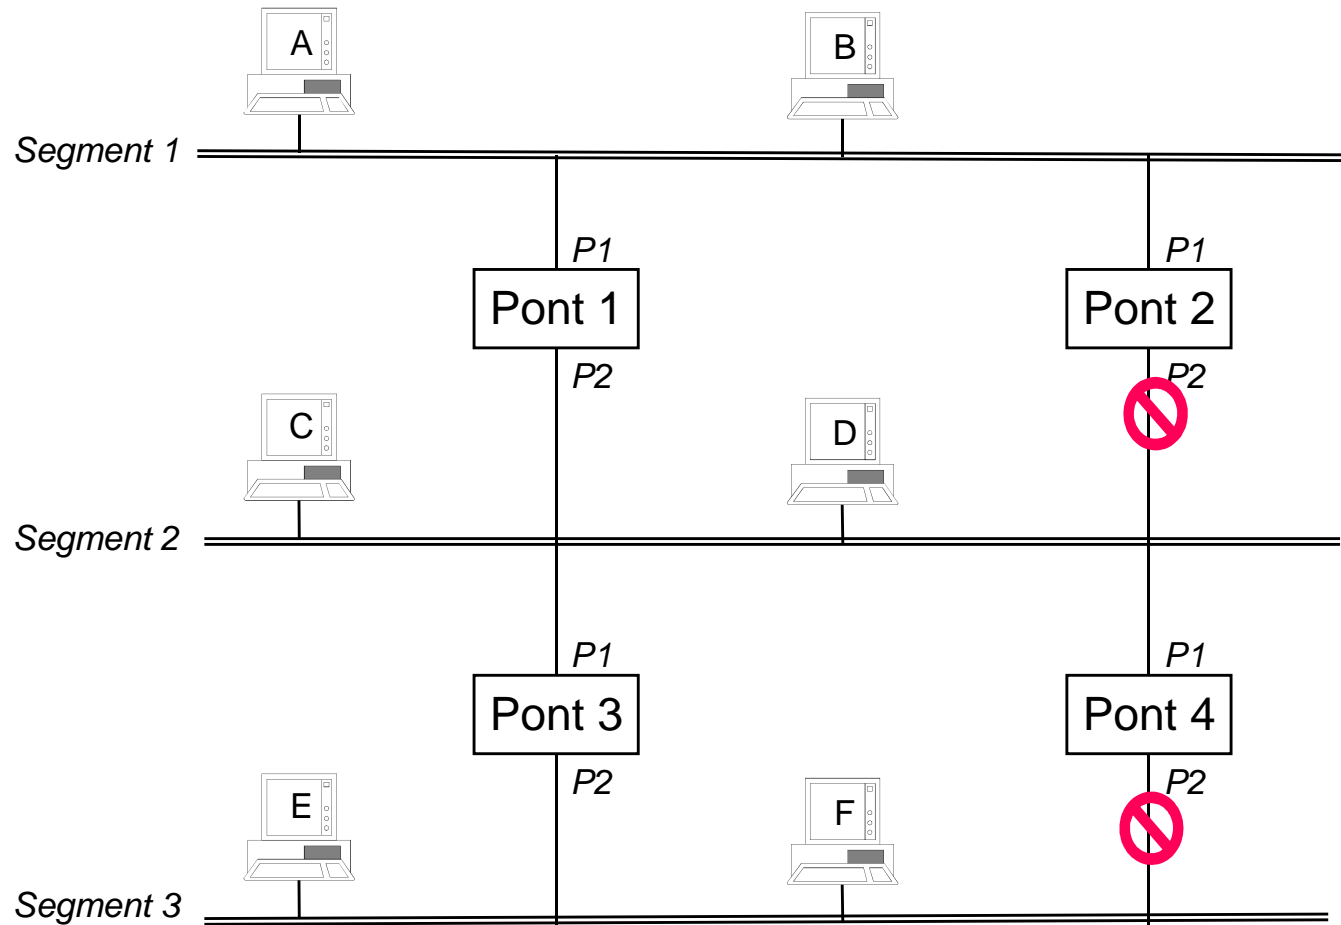 A
B
Segment 1
P1
P1
Pont 1
Pont 2
P2
P2
C
D
Segment 2
P1
P1
Pont 3
Pont 4
P2
P2
E
F
Segment 3